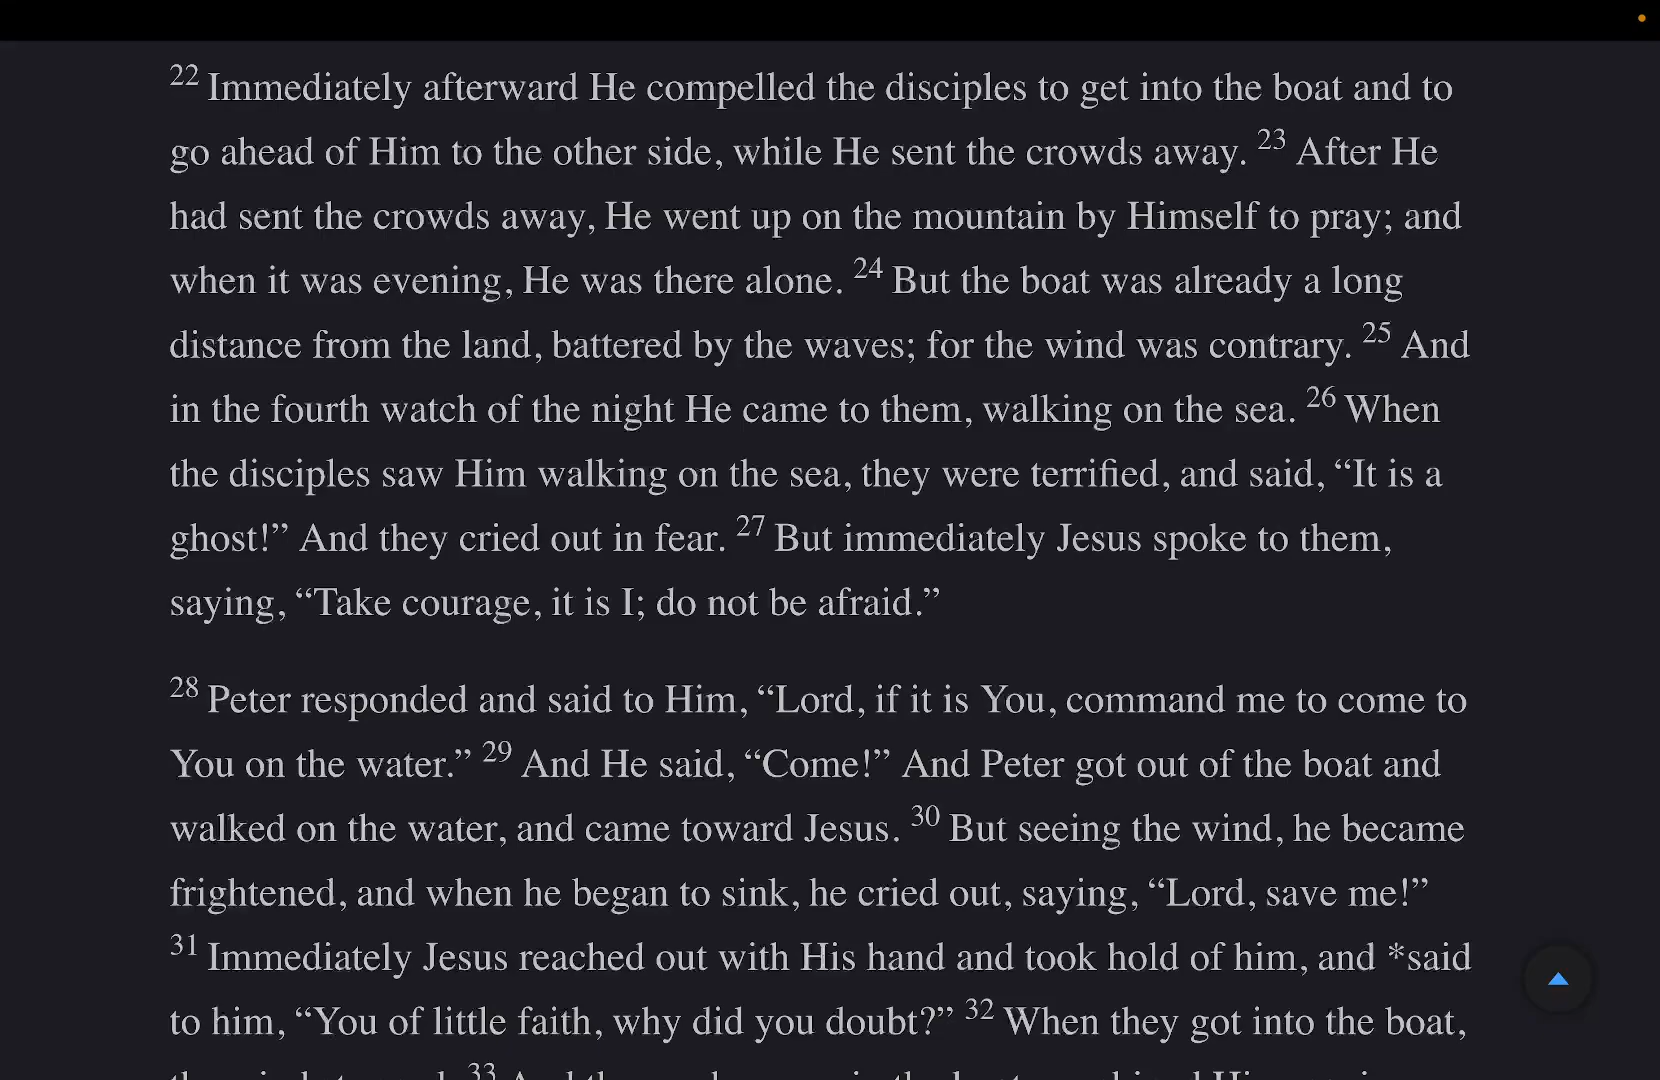 22 Immediately afterward He compelled the disciples to get into the boat and to
go ahead of Him to the other side, while He sent the crowds away. 23 After He
had sent the crowds away, He went up on the mountain by Himself to pray; and
when it was evening, He was there alone. 24 But the boat was already a long
distance from the land, battered by the waves; for the wind was contrary. 25 And
in the fourth watch of the night He came to them, walking on the sea. 26 When
the disciples saw Him walking on the sea, they were terrified, and said, “It is a
ghost!” And they cried out in fear. 27 But immediately Jesus spoke to them,
saying, “Take courage, it is I; do not be afraid.”
28 Peter responded and said to Him, “Lord, if it is You, command me to come to
You on the water.” 29 And He said, “Come!” And Peter got out of the boat and
walked on the water, and came toward Jesus. 30 But seeing the wind, he became
frightened, and when he began to sink, he cried out, saying, “Lord, save me!”
31 Immediately Jesus reached out with His hand and took hold of him, and *said
to him, “You of little faith, why did you doubt?” 32 When they got into the boat,
33